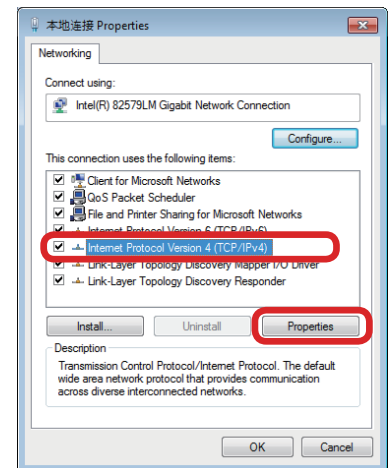 本地连接 Properties
Networking
Connect using:
Intel(R) 82579LM Gigabit Network Connection
Configure...
This connection uses the following items:
Client for Microsoft Networks
QoS Packet Scheduler
File and Printer Sharing for Microsoft Networks
Internet Protocol Version 6 (TCP/IPv6)
Internet Protocol Version 4 (TCP/IPv4)
Link-Layer Topology Discovery Mapper I/O Driver
Link-Layer Topology Discovery Responder
Install... Uninstall Properties
Description
Transmission Control Protocol/Internet Protocol. The default
wide area network protocol that provides communication
across diverse interconnected networks.
OK Cancel